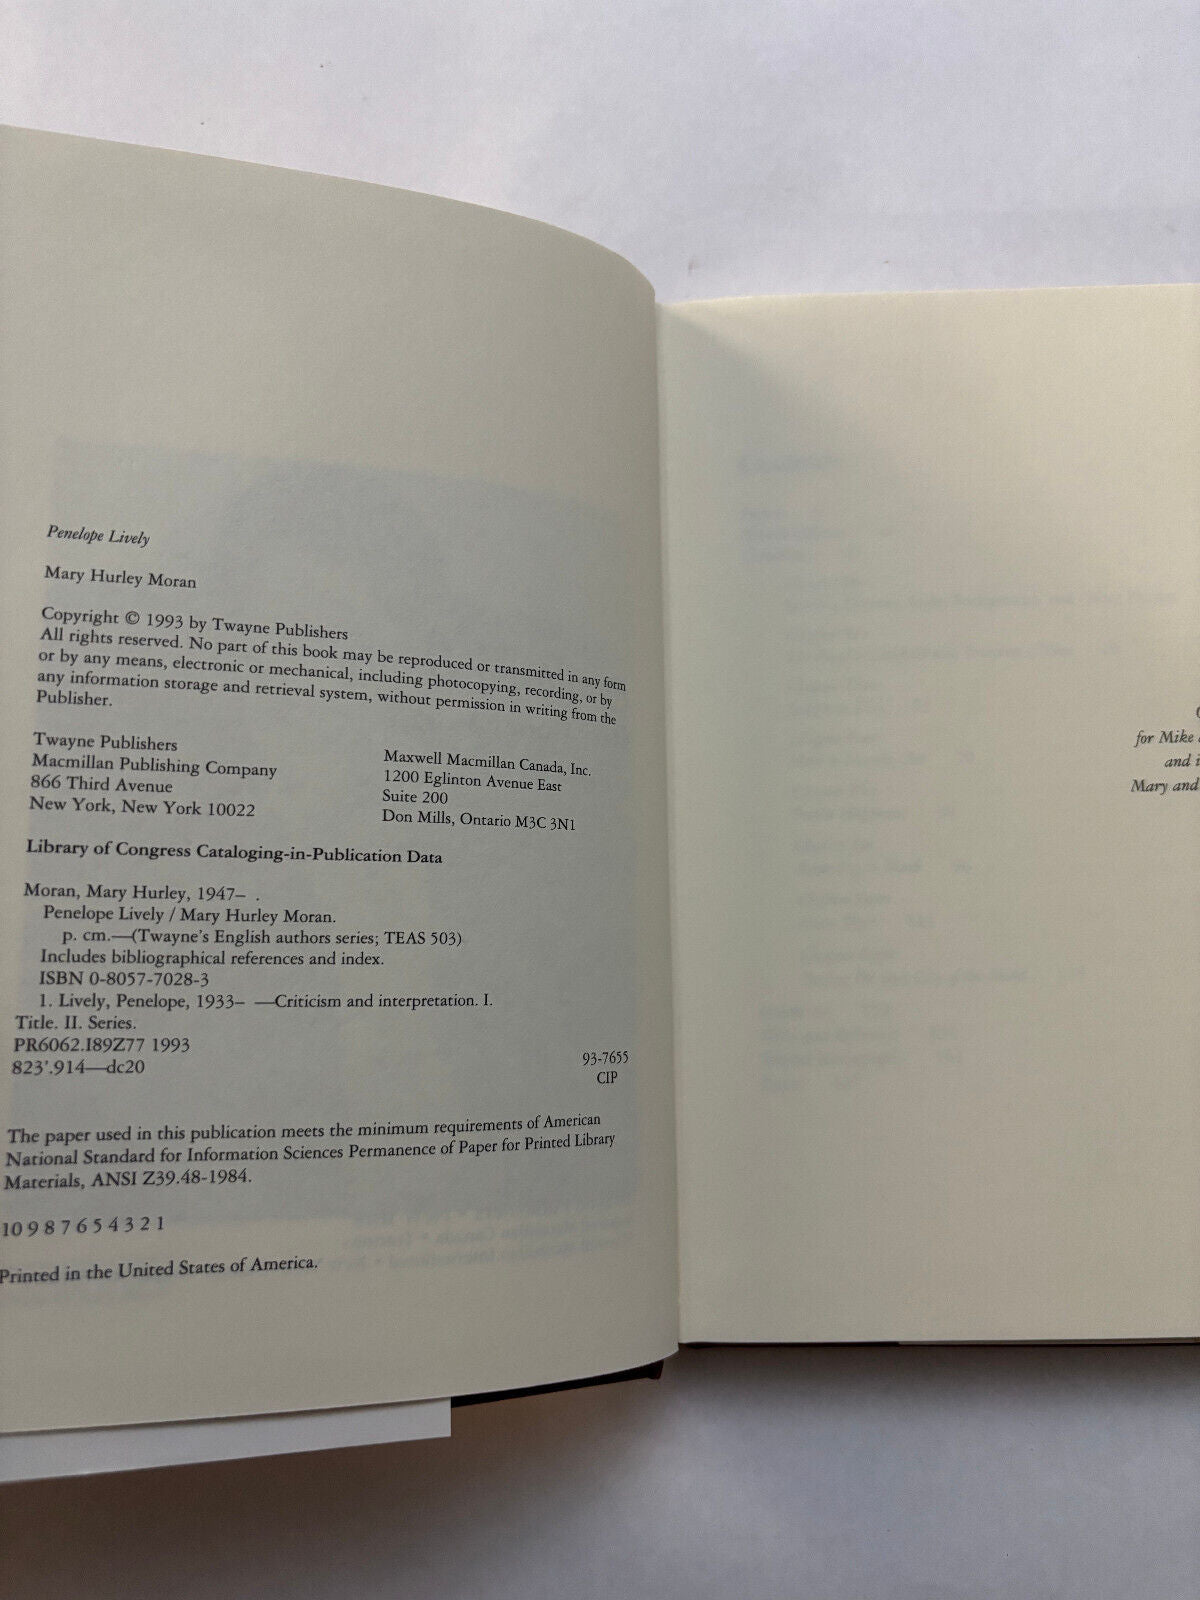 Penelope Lively
Mary Hurley Moran
Copyright © 1993 by Twayne Publishers
All rights reserved. No part of this book may be reproduced or transmitted in any form
or by any means, electronic or mechanical, including photocopying, recording, or by
any information storage and retrieval system, without permission in writing from the
Publisher.
Twayne Publishers
Macmillan Publishing Company
866 Third Avenue
New York, New York 10022
Maxwell Macmillan Canada, Inc.
1200 Eglinton Avenue East
Suite 200
Don Mills, Ontario M3C 3N1
Library of Congress Cataloging-in-Publication Data
Moran, Mary Hurley, 1947– .
Penelope Lively / Mary Hurley Moran.
p. cm.—(Twayne's English authors series; TEAS 503)
Includes bibliographical references and index.
ISBN 0-8057-7028-3
1. Lively, Penelope, 1933– —Criticism and interpretation. I.
Title. II. Series.
PR6062.I89Z77 1993
823'.914—dc20
93-7655
CIP
The paper used in this publication meets the minimum requirements of American
National Standard for Information Sciences Permanence of Paper for Printed Library
Materials, ANSI Z39.48-1984.
10 9 8 7 6 5 4 3 2 1
Printed in the United States of America.
for Mike
and
Mary and